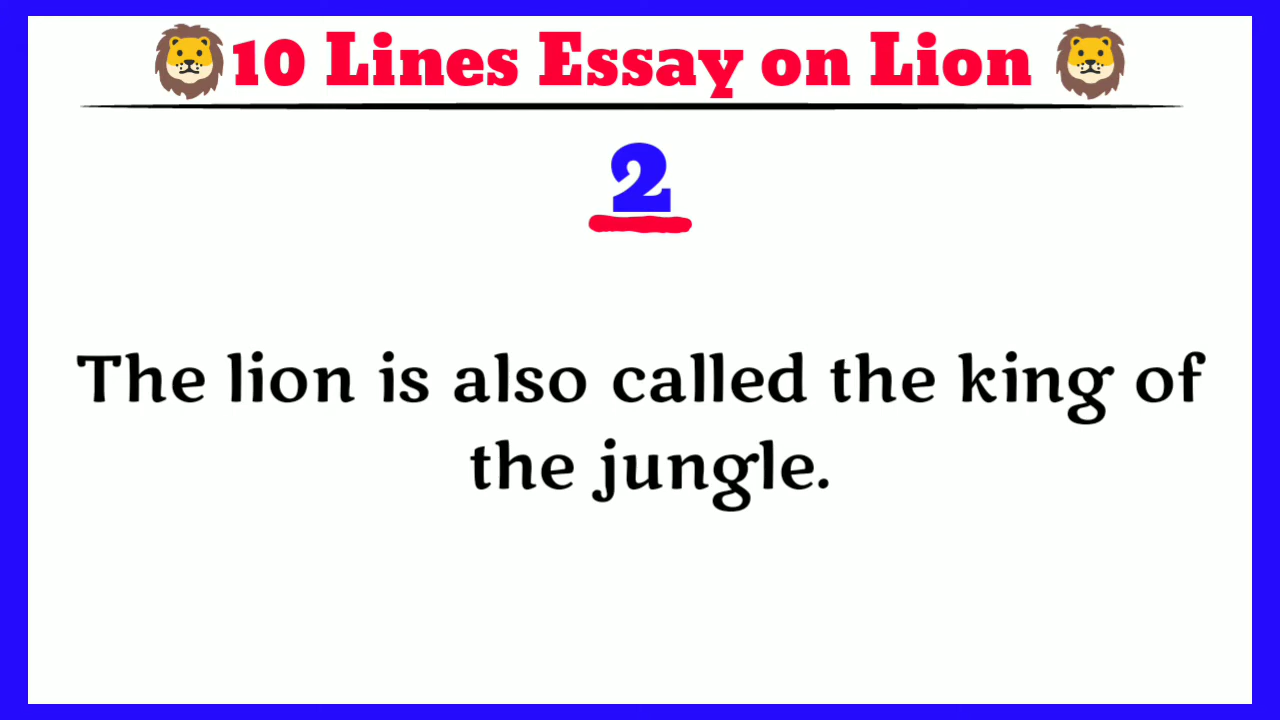 10 Lines Essay on Lion
2
The lion is also called the king of
the jungle.